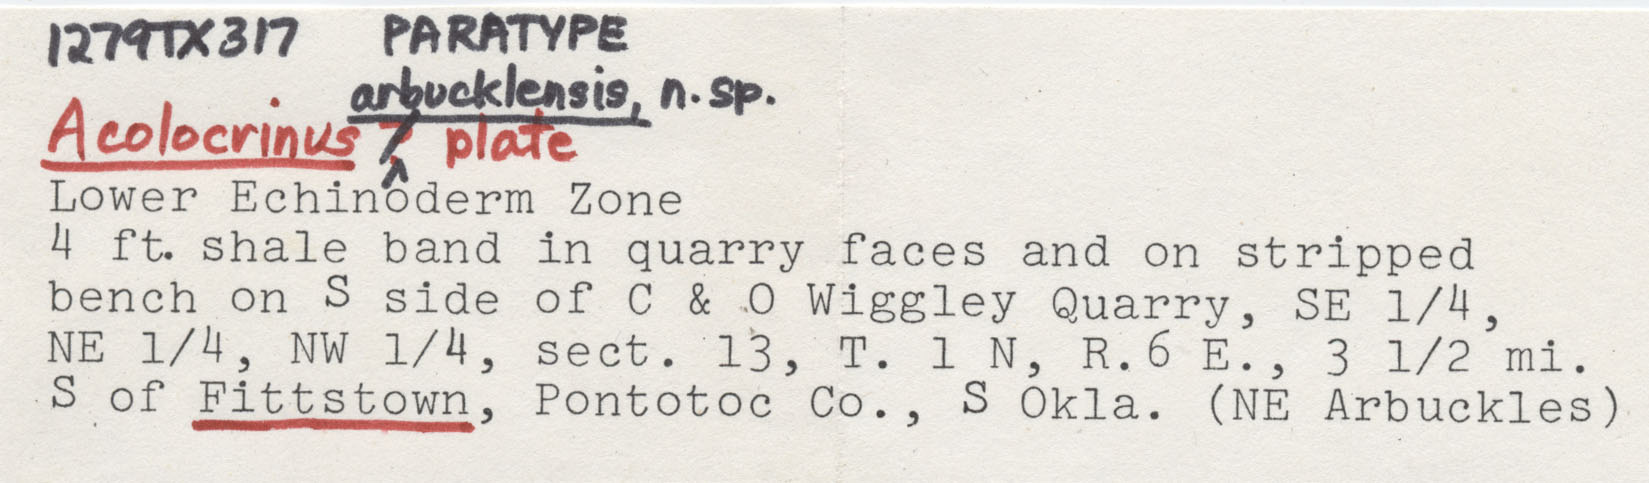 1279TX317 PARATYPE
arbucklensis, n. sp.
Acolocrinus ? plate
Lower Echinoderm Zone
4 ft. shale band in quarry faces and on stripped
bench on S side of C & O Wiggley Quarry, SE 1/4,
NE 1/4, NW 1/4, sect. 13, T. 1 N, R.6 E., 3 1/2 mi.
S of Fittstown, Pontotoc Co., S Okla. (NE Arbuckles)